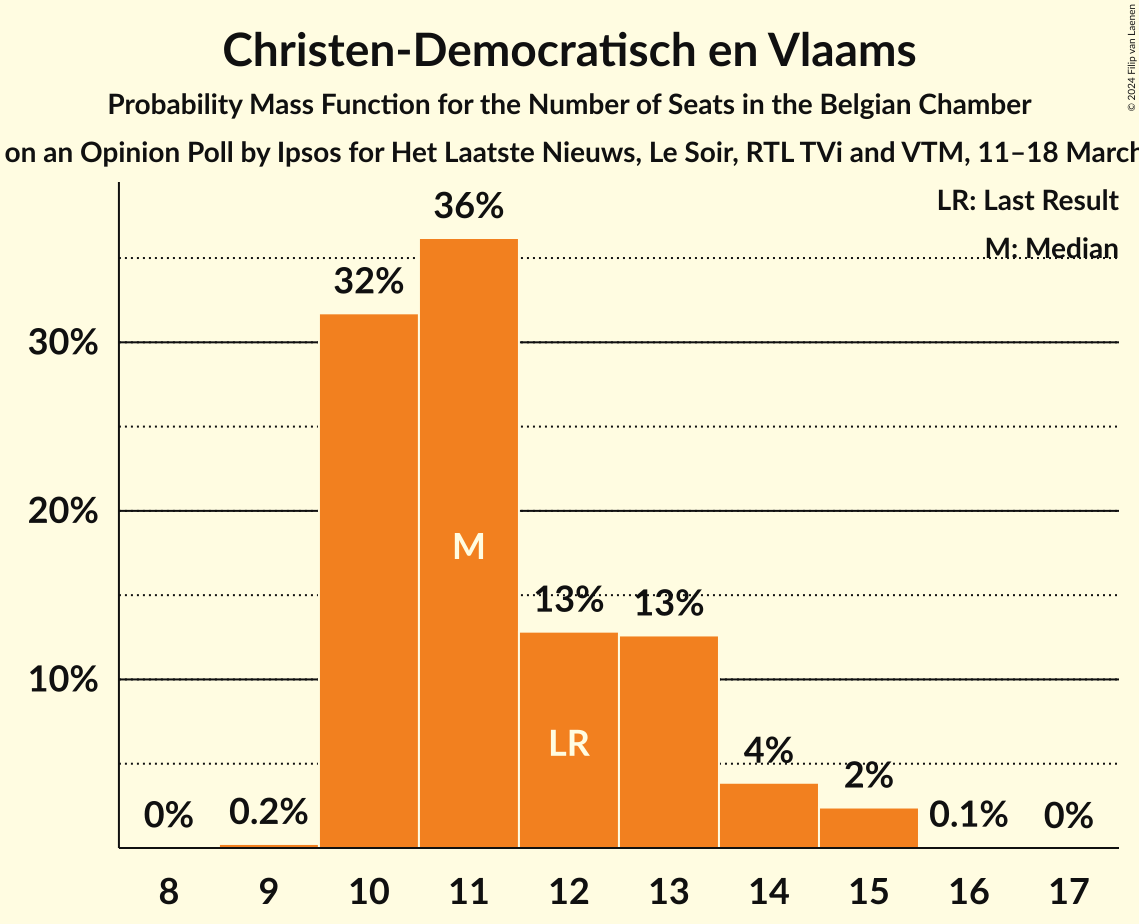 Christen-Democratisch en Vlaams
Probability Mass Function for the Number of Seats in the Belgian Chamber
on an Opinion Poll by Ipsos for Het Laatste Nieuws, Le Soir, RTL TVi and VTM, 11–18 March
© 2024 Filip van Laenen
LR: Last Result
M: Median
36%
32%
30%
20%
M
13% 13%
10%
LR
4%
2%
0% 0.2% 0.1% 0%
8 9 10 11 12 13 14 15 16 17